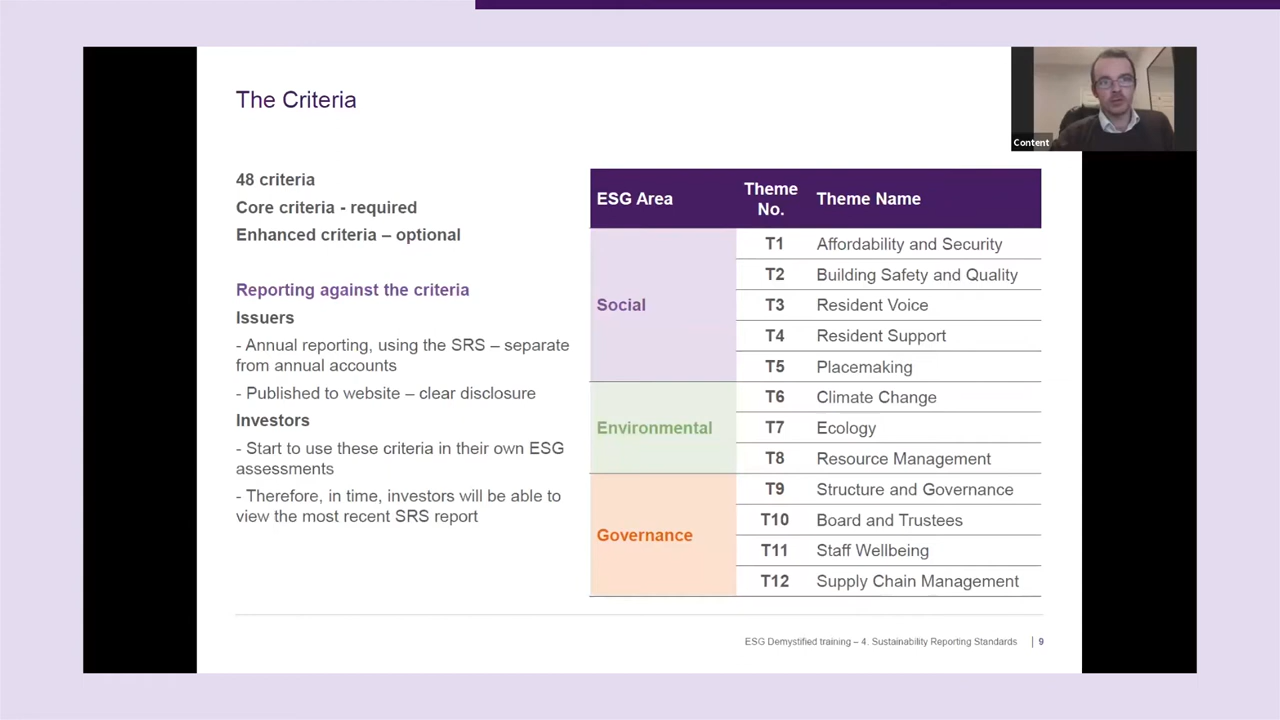 The Criteria
Content
48 criteria
Core criteria - required
Enhanced criteria – optional
Reporting against the criteria
Issuers
- Annual reporting, using the SRS – separate
from annual accounts
- Published to website – clear disclosure
Investors
- Start to use these criteria in their own ESG
assessments
- Therefore, in time, investors will be able to
view the most recent SRS report
ESG Area Theme No. Theme Name
Social
T1 Affordability and Security
T2 Building Safety and Quality
T3 Resident Voice
T4 Resident Support
T5 Placemaking
Environmental
T6 Climate Change
T7 Ecology
T8 Resource Management
Governance
T9 Structure and Governance
T10 Board and Trustees
T11 Staff Wellbeing
T12 Supply Chain Management
ESG Demystified training – 4. Sustainability Reporting Standards | 9